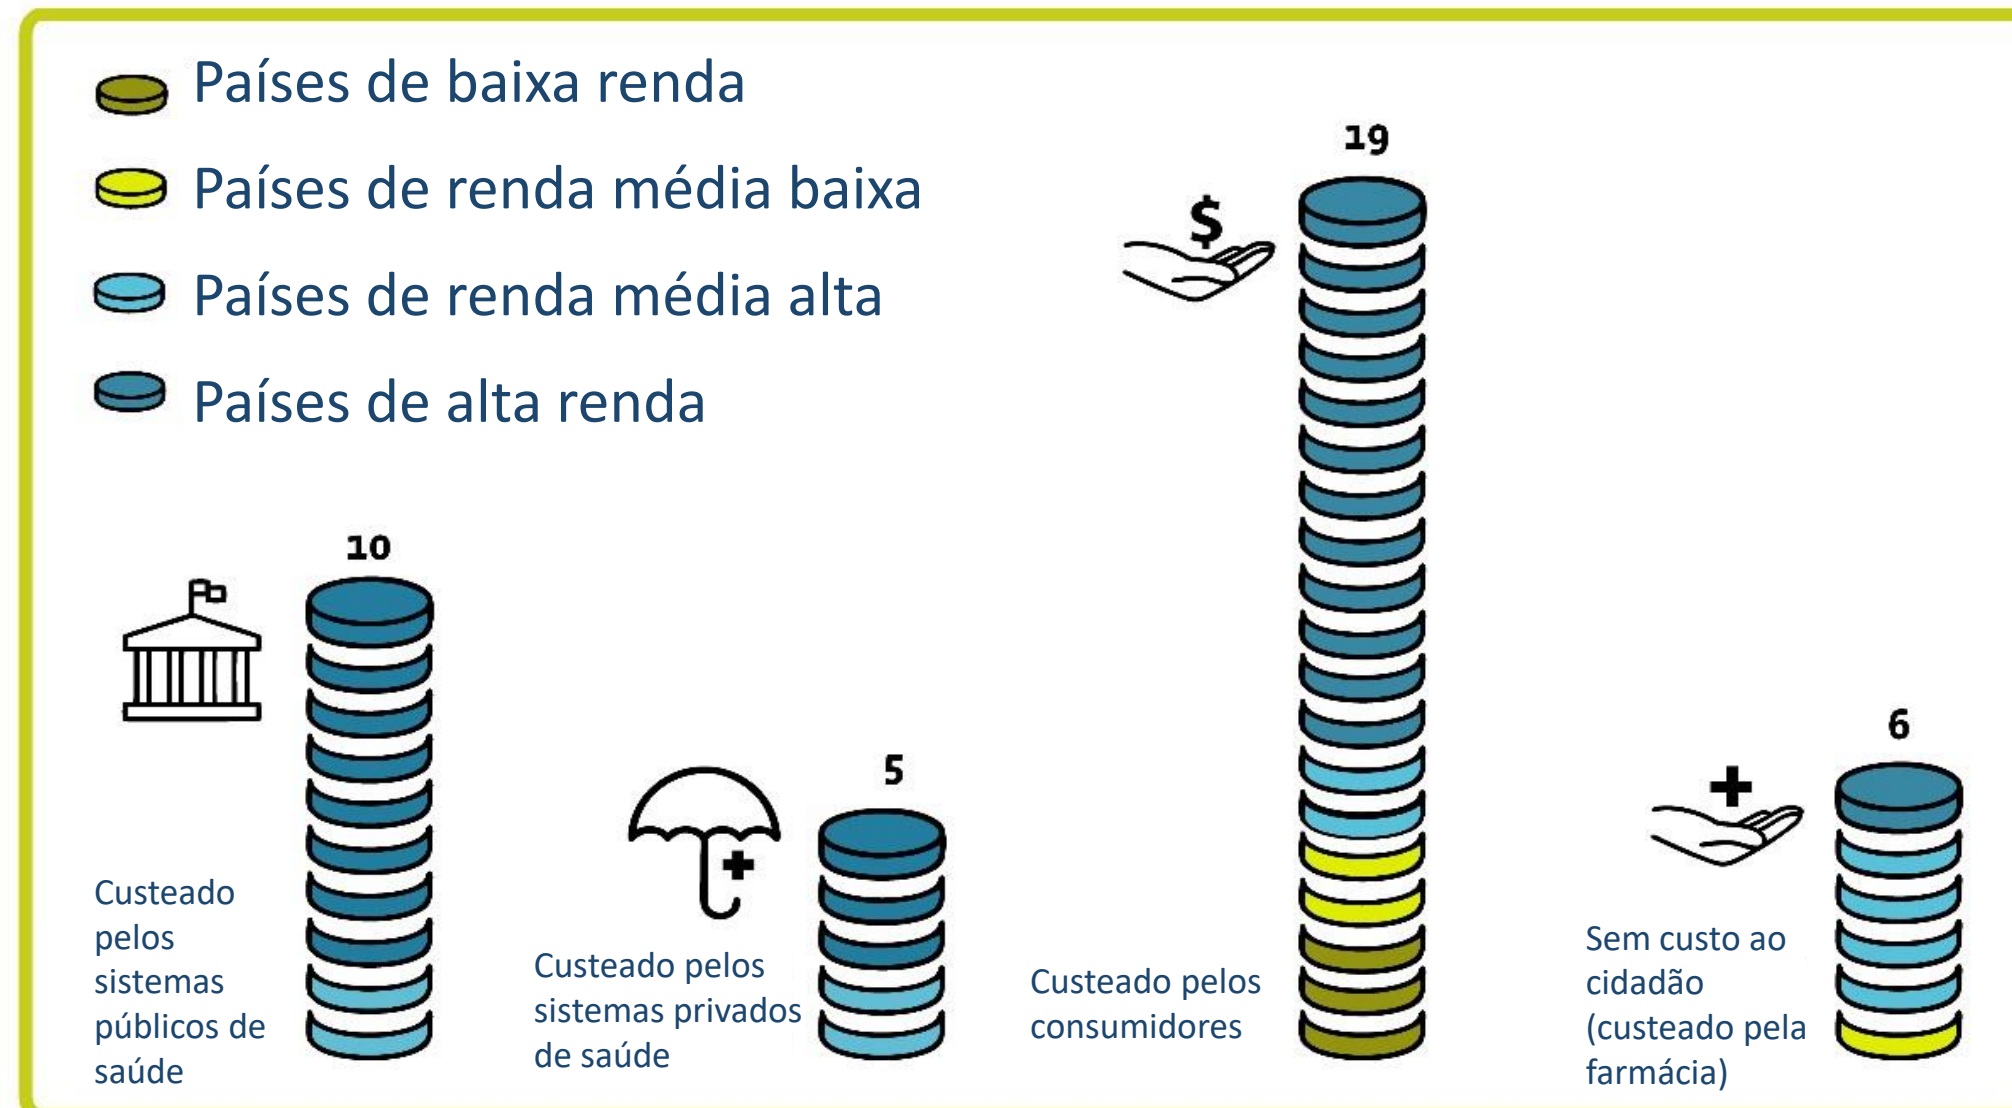 Países de baixa renda
Países de renda média baixa
Países de renda média alta
Países de alta renda
10
Custeado
pelos
sistemas
públicos de
saúde
5
Custeado pelos
sistemas privados
de saúde
19
$
Custeado pelos
consumidores
6
Sem custo ao
cidadão
(custeado pela
farmácia)